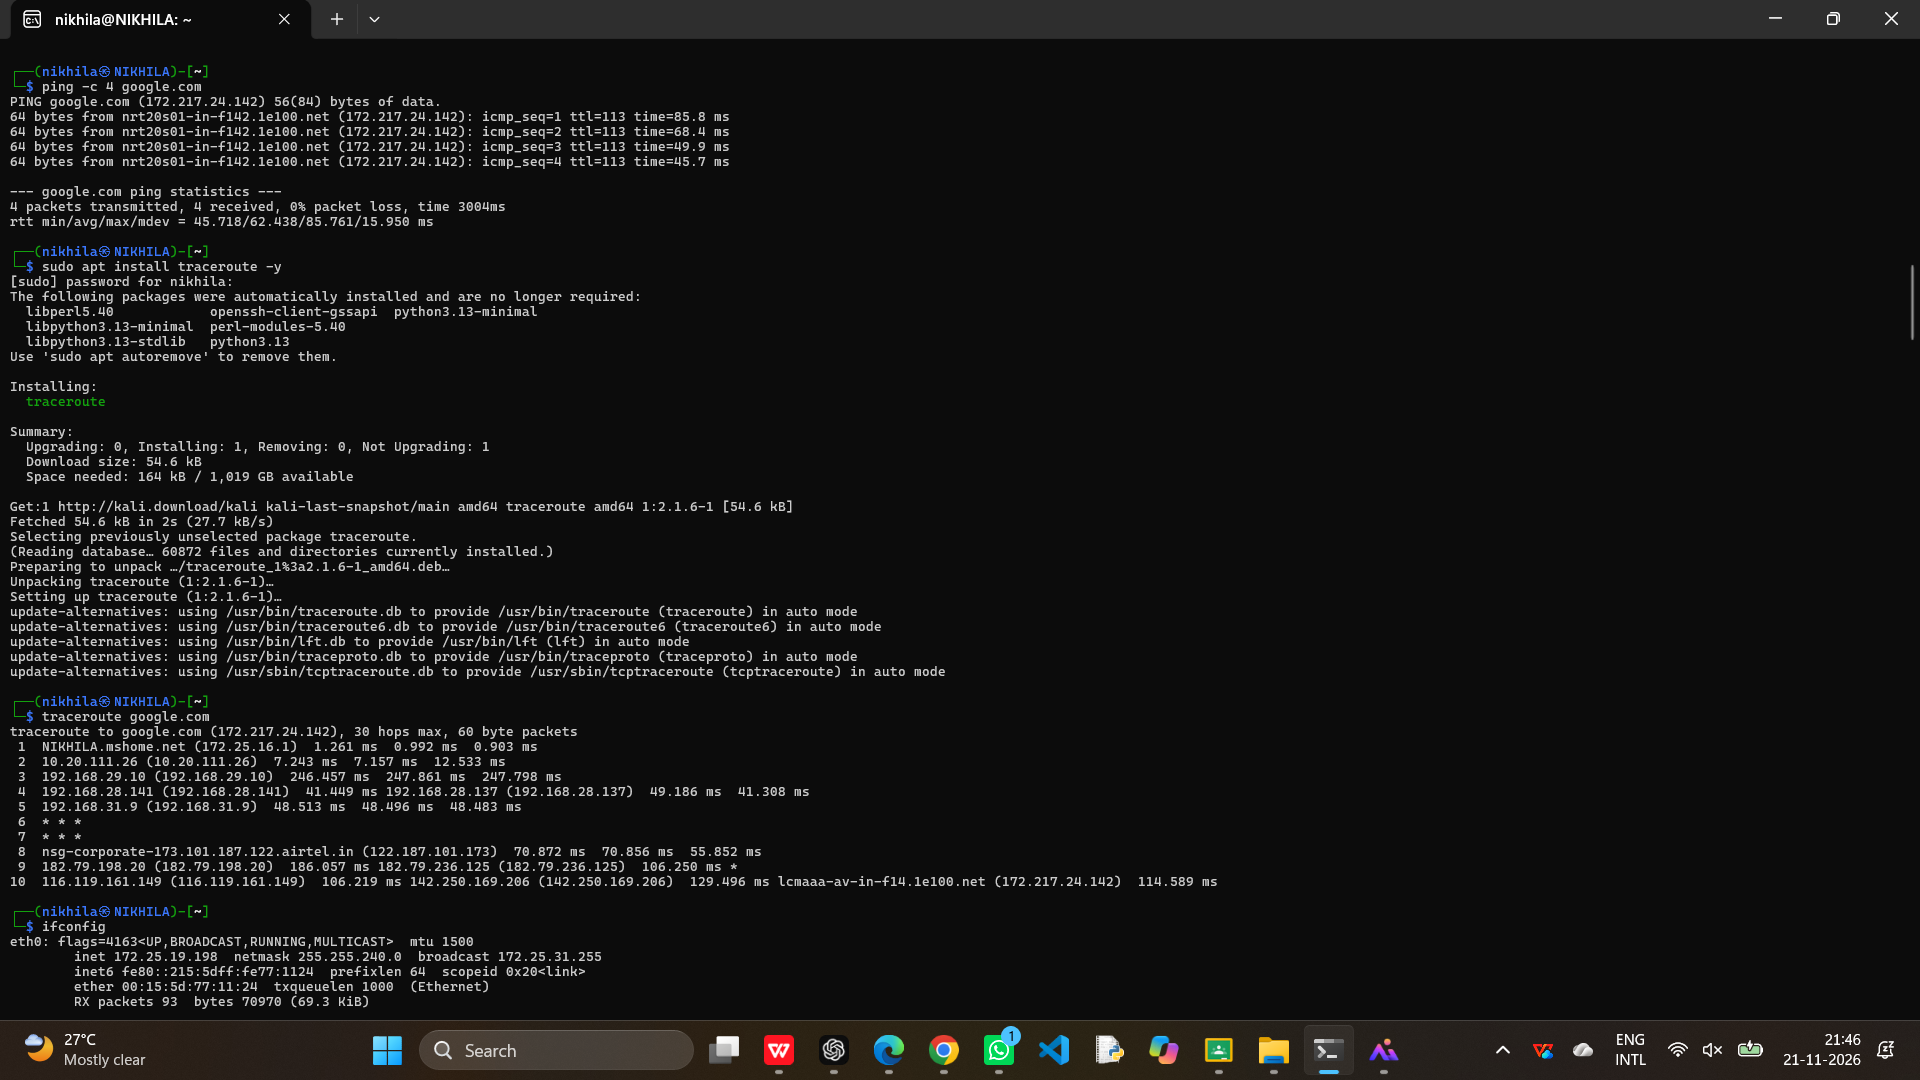 nikhila@NIKHILA: ~
┌──(nikhila㉿NIKHILA)-[~]
└─$ ping -c 4 google.com
PING google.com (172.217.24.142) 56(84) bytes of data.
64 bytes from nrt20s01-in-f142.1e100.net (172.217.24.142): icmp_seq=1 ttl=113 time=85.8 ms
64 bytes from nrt20s01-in-f142.1e100.net (172.217.24.142): icmp_seq=2 ttl=113 time=68.4 ms
64 bytes from nrt20s01-in-f142.1e100.net (172.217.24.142): icmp_seq=3 ttl=113 time=49.9 ms
64 bytes from nrt20s01-in-f142.1e100.net (172.217.24.142): icmp_seq=4 ttl=113 time=45.7 ms
--- google.com ping statistics ---
4 packets transmitted, 4 received, 0% packet loss, time 3004ms
rtt min/avg/max/mdev = 45.718/62.438/85.761/15.950 ms
┌──(nikhila㉿NIKHILA)-[~]
└─$ sudo apt install traceroute -y
[sudo] password for nikhila:
The following packages were automatically installed and are no longer required:
  libperl5.40            openssh-client-gssapi  python3.13-minimal
  libpython3.13-minimal  perl-modules-5.40
  libpython3.13-stdlib   python3.13
Use 'sudo apt autoremove' to remove them.
Installing:
  traceroute
Summary:
  Upgrading: 0, Installing: 1, Removing: 0, Not Upgrading: 1
  Download size: 54.6 kB
  Space needed: 164 kB / 1,019 GB available
Get:1 http://kali.download/kali kali-last-snapshot/main amd64 traceroute amd64 1:2.1.6-1 [54.6 kB]
Fetched 54.6 kB in 2s (27.7 kB/s)
Selecting previously unselected package traceroute.
(Reading database… 60872 files and directories currently installed.)
Preparing to unpack …/traceroute_1%3a2.1.6-1_amd64.deb…
Unpacking traceroute (1:2.1.6-1)…
Setting up traceroute (1:2.1.6-1)…
update-alternatives: using /usr/bin/traceroute.db to provide /usr/bin/traceroute (traceroute) in auto mode
update-alternatives: using /usr/bin/traceroute6.db to provide /usr/bin/traceroute6 (traceroute6) in auto mode
update-alternatives: using /usr/bin/lft.db to provide /usr/bin/lft (lft) in auto mode
update-alternatives: using /usr/bin/traceproto.db to provide /usr/bin/traceproto (traceproto) in auto mode
update-alternatives: using /usr/sbin/tcptraceroute.db to provide /usr/sbin/tcptraceroute (tcptraceroute) in auto mode
┌──(nikhila㉿NIKHILA)-[~]
└─$ traceroute google.com
traceroute to google.com (172.217.24.142), 30 hops max, 60 byte packets
 1  NIKHILA.mshome.net (172.25.16.1)  1.261 ms  0.992 ms  0.903 ms
 2  10.20.111.26 (10.20.111.26)  7.243 ms  7.157 ms  12.533 ms
 3  192.168.29.10 (192.168.29.10)  246.457 ms  247.861 ms  247.798 ms
 4  192.168.28.141 (192.168.28.141)  41.449 ms 192.168.28.137 (192.168.28.137)  49.186 ms  41.308 ms
 5  192.168.31.9 (192.168.31.9)  48.513 ms  48.496 ms  48.483 ms
 6  * * *
 7  * * *
 8  nsg-corporate-173.101.187.122.airtel.in (122.187.101.173)  70.872 ms  70.856 ms  55.852 ms
 9  182.79.198.20 (182.79.198.20)  186.057 ms 182.79.236.125 (182.79.236.125)  106.250 ms *
10  116.119.161.149 (116.119.161.149)  106.219 ms 142.250.169.206 (142.250.169.206)  129.496 ms lcmaaa-av-in-f14.1e100.net (172.217.24.142)  114.589 ms
┌──(nikhila㉿NIKHILA)-[~]
└─$ ifconfig
eth0: flags=4163<UP,BROADCAST,RUNNING,MULTICAST>  mtu 1500
        inet 172.25.19.198  netmask 255.255.240.0  broadcast 172.25.31.255
        inet6 fe80::215:5dff:fe77:1124  prefixlen 64  scopeid 0x20<link>
        ether 00:15:5d:77:11:24  txqueuelen 1000  (Ethernet)
        RX packets 93  bytes 70970 (69.3 KiB)
27°C
Mostly clear
Search
1
ENG
INTL
21:46
21-11-2026